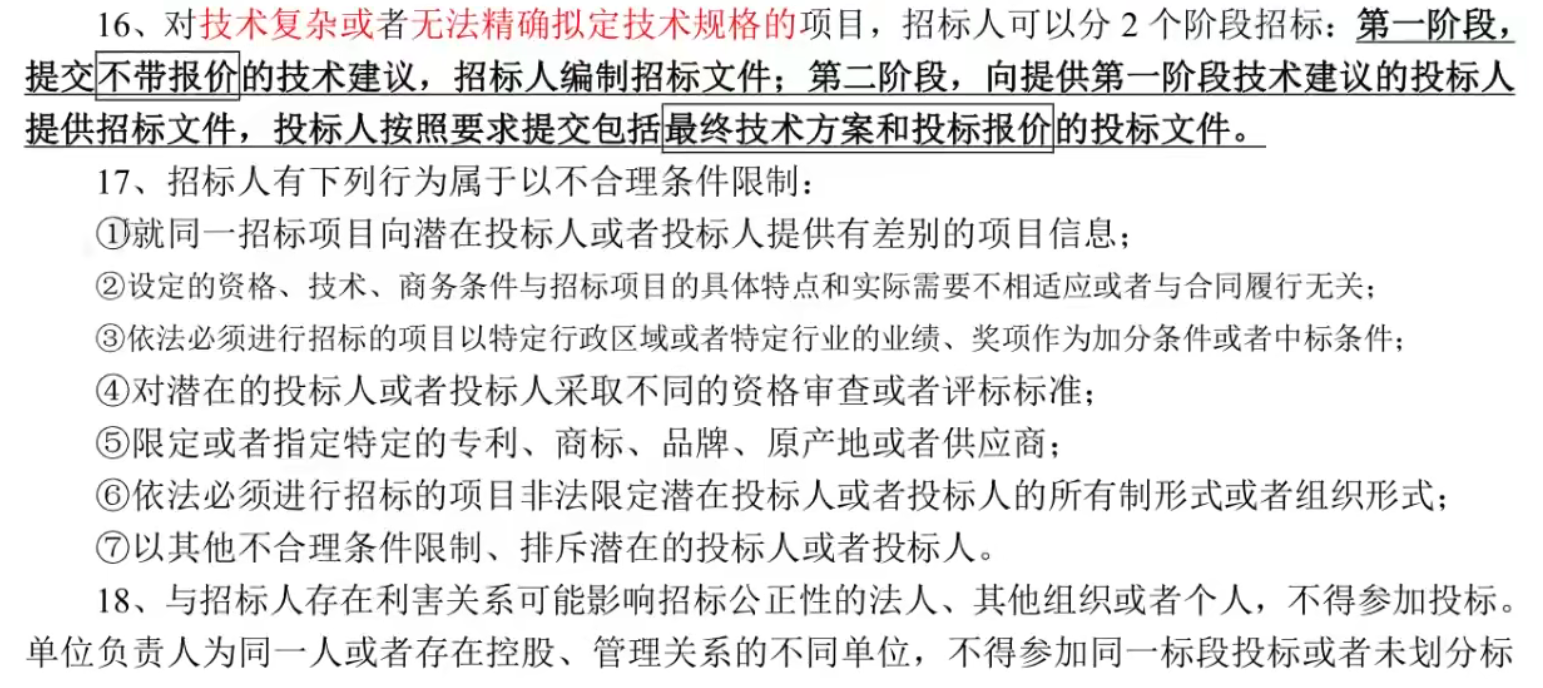 16、对技术复杂或者无法精确拟定技术规格的项目，招标人可以分 2 个阶段招标：第一阶段，
提交不带报价的技术建议，招标人编制招标文件；第二阶段，向提供第一阶段技术建议的投标人
提供招标文件，投标人按照要求提交包括最终技术方案和投标报价的投标文件。
17、招标人有下列行为属于以不合理条件限制：
①就同一招标项目向潜在投标人或者投标人提供有差别的项目信息；
②设定的资格、技术、商务条件与招标项目的具体特点和实际需要不相适应或者与合同履行无关；
③依法必须进行招标的项目以特定行政区域或者特定行业的业绩、奖项作为加分条件或者中标条件；
④对潜在的投标人或者投标人采取不同的资格审查或者评标标准；
⑤限定或者指定特定的专利、商标、品牌、原产地或者供应商；
⑥依法必须进行招标的项目非法限定潜在投标人或者投标人的所有制形式或者组织形式；
⑦以其他不合理条件限制、排斥潜在的投标人或者投标人。
18、与招标人存在利害关系可能影响招标公正性的法人、其他组织或者个人，不得参加投标。
单位负责人为同一人或者存在控股、管理关系的不同单位，不得参加同一标段投标或者未划分标